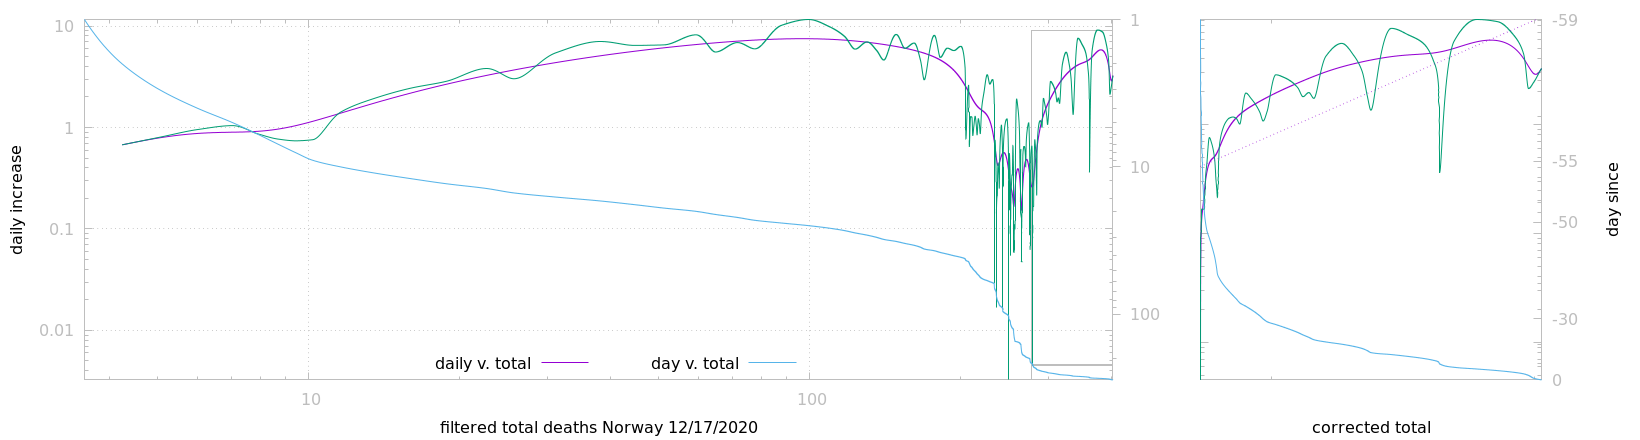 10
1
0.1
0.01
daily increase
daily v. total
day v. total
10
100
filtered total deaths Norway 12/17/2020
1
10
100
-59
-55
-50
-30
0
day since
corrected total